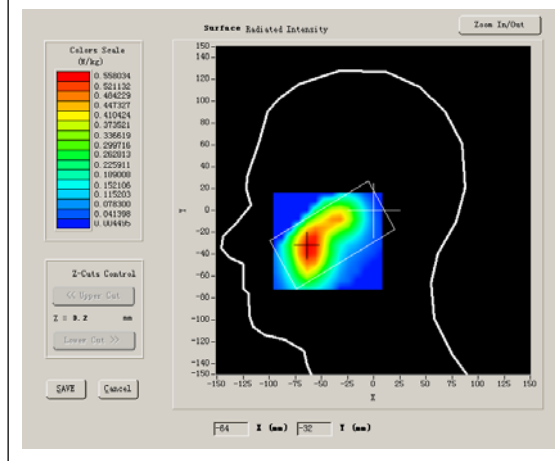 Surface Radiated Intensity
Zoom In/Out
Colors Scale
(W/kg)
0.558034
0.521132
0.484229
0.447327
0.410424
0.373521
0.336619
0.299716
0.262813
0.225911
0.189008
0.152106
0.115203
0.078300
0.041398
0.004495
Z-Cuts Control
<< Upper Cut
Z = 3.2 mm
Lower Cut >>
SAVE
Cancel
150
140
120
100
80
60
40
20
0
-20
-40
-60
-80
-100
-120
-140
-150
Y
-150 -125 -100 -75 -50 -25 0 25 50 75 100 125 150
X
-64 X (mm) -32 Y (mm)